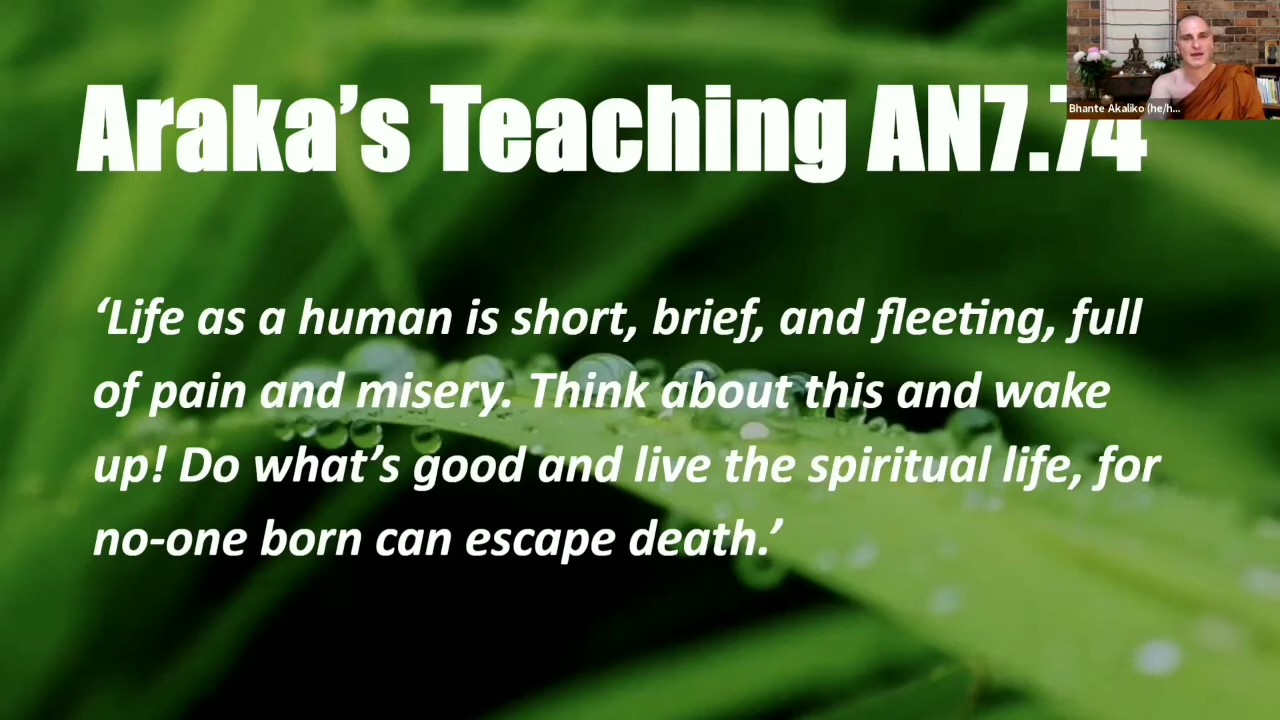 Araka’s Teaching AN7.74
Bhante Akaliko (he/h...
‘Life as a human is short, brief, and fleeting, full
of pain and misery. Think about this and wake
up! Do what’s good and live the spiritual life, for
no-one born can escape death.’